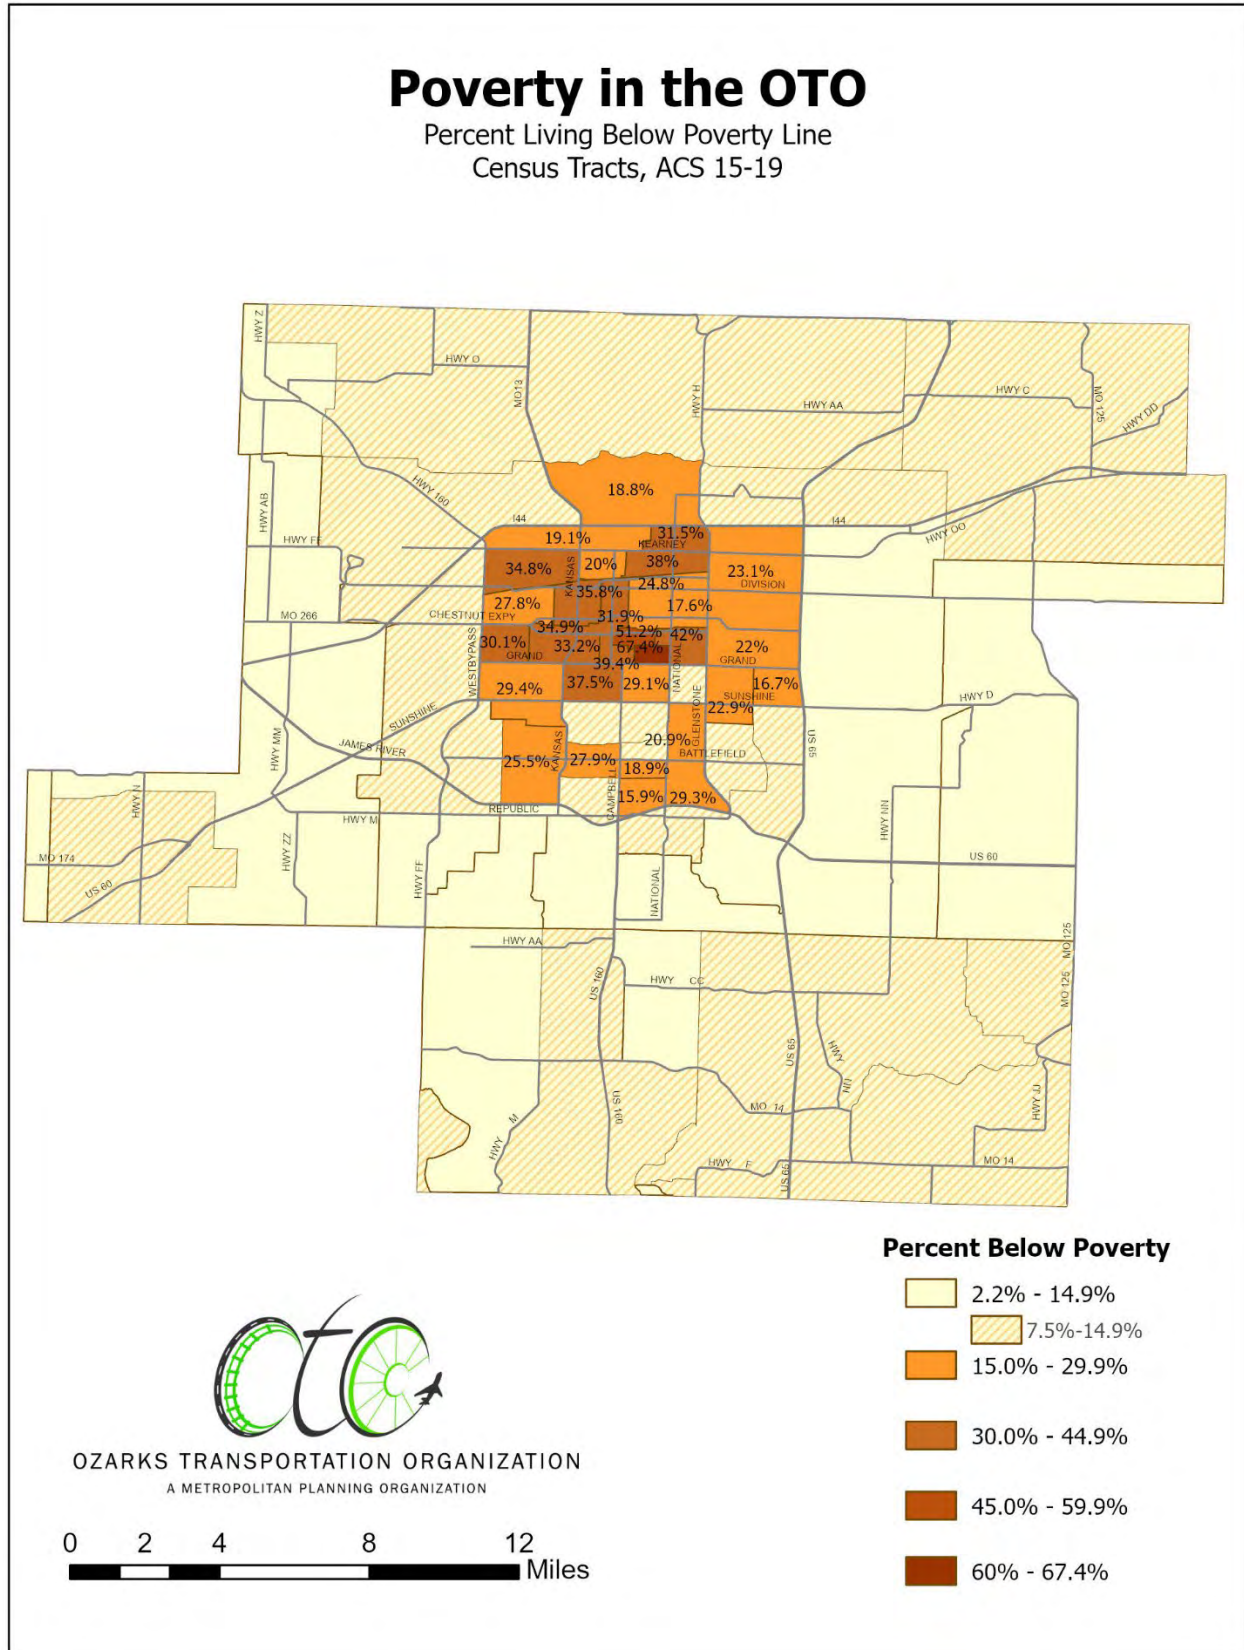 Poverty in the OTO
Percent Living Below Poverty Line
Census Tracts, ACS 15-19
HWY Z
HWY O
MO13
HWY H
HWY AA
HWY C
MO 125
HWY DD
HWY 160
HWY AB
18.8%
I44
I44
HWY OO
HWY FF
19.1%
31.5%
KEARNEY
34.8%
KANSAS
20%
38%
23.1%
24.8%
DIVISION
35.8%
27.8%
17.6%
CHESTNUT EXPY
MO 266
31.9%
34.9%
51.2%
42%
30.1%
33.2%
67.4%
22%
GRAND
GRAND
39.4%
WESTBYPASS
NATIONAL
29.4%
37.5%
29.1%
16.7%
SUNSHINE
HWY D
22.9%
SUNSHINE
GLENSTONE
HWY MM
JAMES RIVER
KANSAS
20.9%
BATTLEFIELD
US 65
25.5%
27.9%
18.9%
CAMPBELL
15.9%
29.3%
HWY N
REPUBLIC
HWY M
HWY NN
HWY ZZ
MO 174
US 60
US 60
HWY FF
NATIONAL
HWY AA
MO 125
US 160
HWY CC
MO 125
US 65
HWY NN
US 160
MO 14
HWY JJ
HWY M
HWY F
MO 14
US 65
Percent Below Poverty
2.2% - 14.9%
7.5%-14.9%
15.0% - 29.9%
30.0% - 44.9%
45.0% - 59.9%
60% - 67.4%
OZARKS TRANSPORTATION ORGANIZATION
A METROPOLITAN PLANNING ORGANIZATION
0 2 4 8 12
Miles